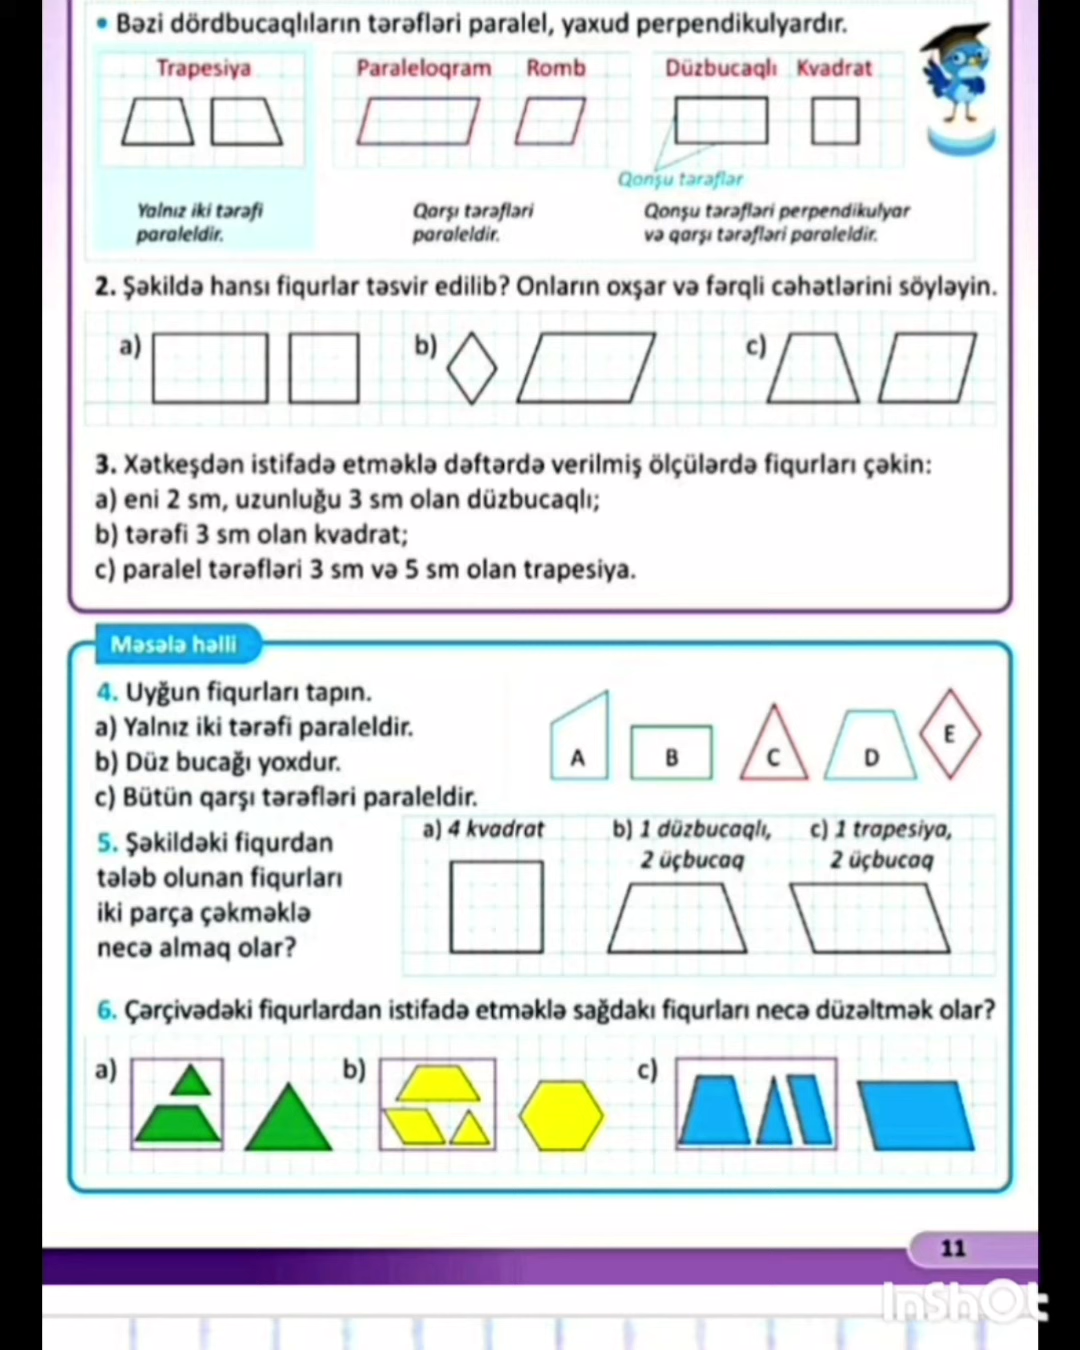 • Bəzi dördbucaqlıların tərəfləri paralel, yaxud perpendikulyardır.
Trapesiya Paraleloqram Romb Düzbucaqlı Kvadrat
Qonşu tərəflər
Yalnız iki tərəfi Qarşı tərəfləri Qonşu tərəfləri perpendikulyar
paraleldir. paraleldir. və qarşı tərəfləri paraleldir.
2. Şəkildə hansı fiqurlar təsvir edilib? Onların oxşar və fərqli cəhətlərini söyləyin.
a) b) c)
3. Xətkeşdən istifadə etməklə dəftərdə verilmiş ölçülərdə fiqurları çəkin:
a) eni 2 sm, uzunluğu 3 sm olan düzbucaqlı;
b) tərəfi 3 sm olan kvadrat;
c) paralel tərəfləri 3 sm və 5 sm olan trapesiya.
Məsələ həlli
4. Uyğun fiqurları tapın.
a) Yalnız iki tərəfi paraleldir.
b) Düz bucağı yoxdur.
c) Bütün qarşı tərəfləri paraleldir.
A B C D E
5. Şəkildəki fiqurdan
tələb olunan fiqurları
iki parça çəkməklə
necə almaq olar?
a) 4 kvadrat b) 1 düzbucaqlı, c) 1 trapesiya,
2 üçbucaq 2 üçbucaq
6. Çərçivədəki fiqurlardan istifadə etməklə sağdakı fiqurları necə düzəltmək olar?
a) b) c)
11
InShOt